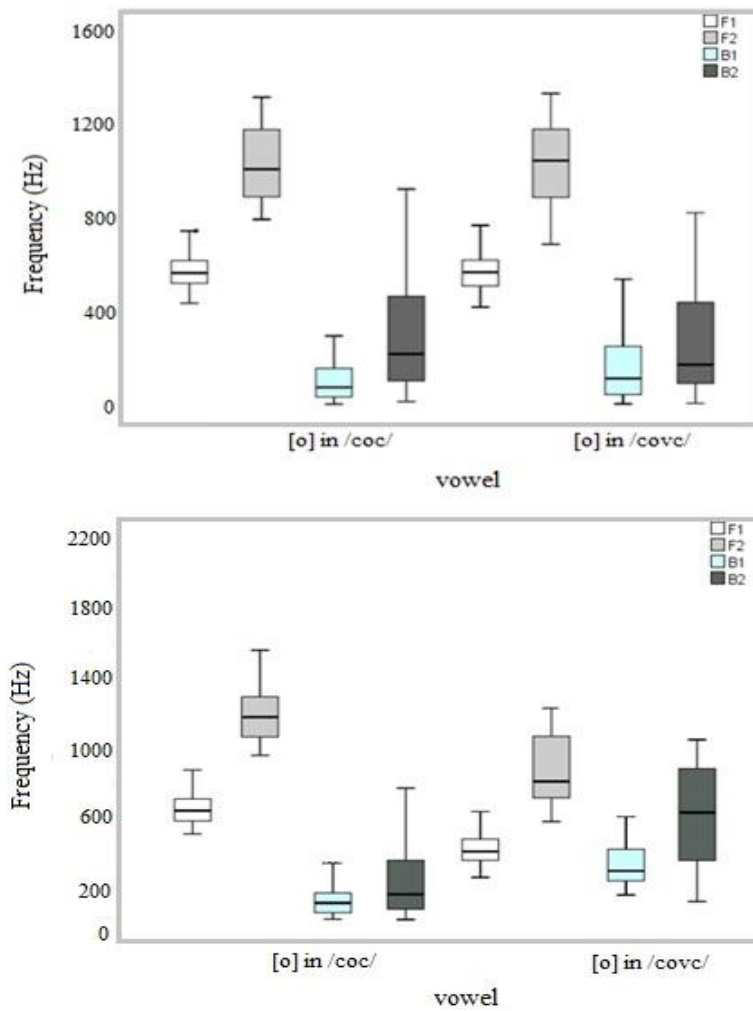 1600
1200
800
400
0
Frequency (Hz)
F1
F2
B1
B2
[o] in /coc/ [o] in /covc/
vowel
2200
1800
1400
1000
600
200
0
Frequency (Hz)
F1
F2
B1
B2
[o] in /coc/ [o] in /covc/
vowel